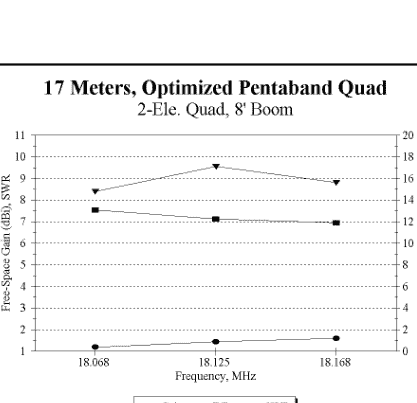 17 Meters, Optimized Pentaband Quad
2-Ele. Quad, 8' Boom
11 20
10 18
9 16
8 14
7 12
6 10
5 8
4 6
3 4
2 2
1 0
Free-Space Gain (dBi), SWR
18.068 18.125 18.168
Frequency, MHz